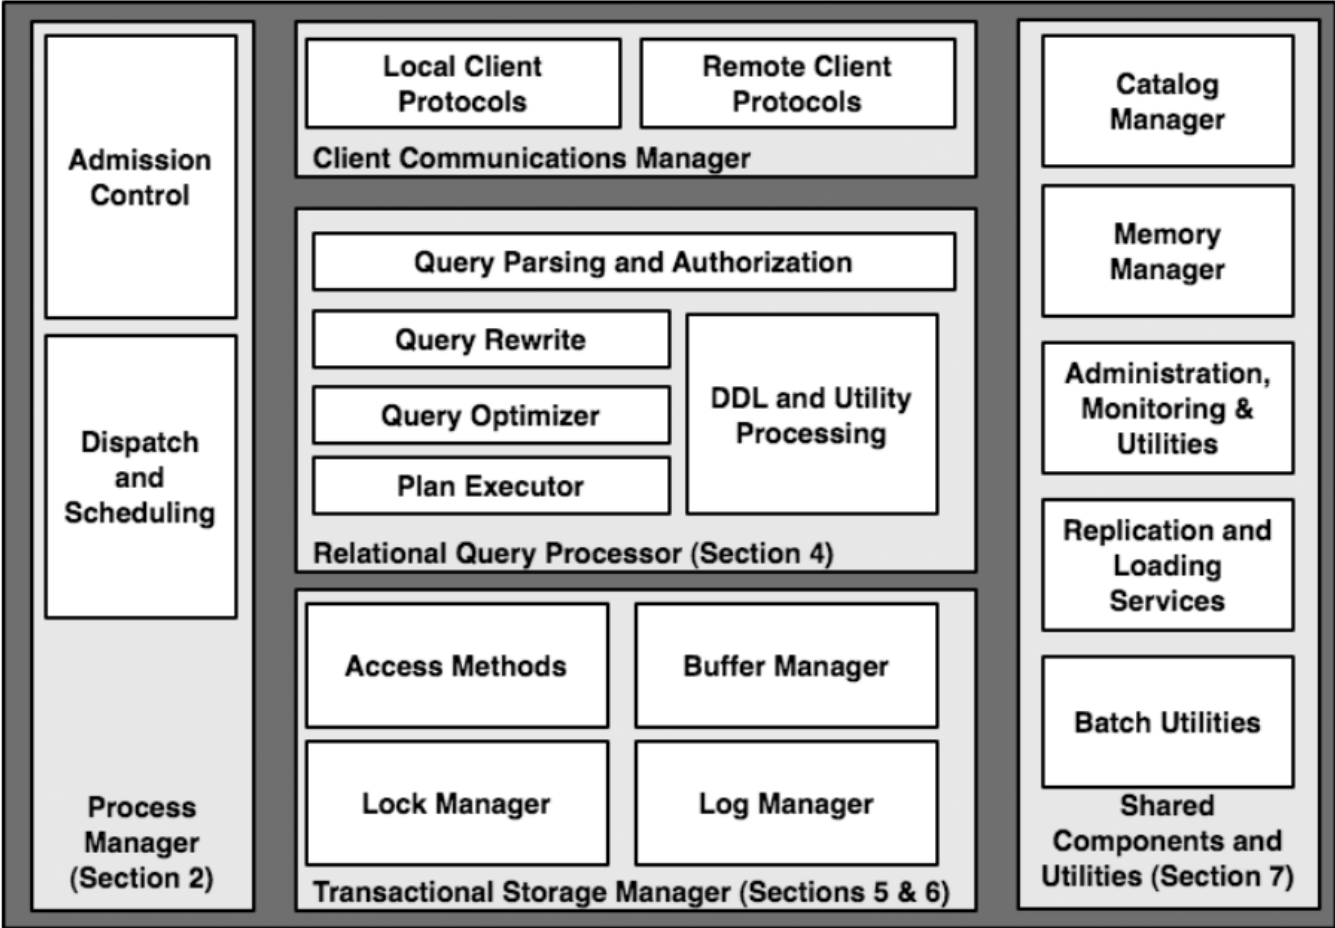 Admission
Control
Dispatch
and
Scheduling
Process
Manager
(Section 2)
Local Client
Protocols
Remote Client
Protocols
Client Communications Manager
Query Parsing and Authorization
Query Rewrite
Query Optimizer
Plan Executor
DDL and Utility
Processing
Relational Query Processor (Section 4)
Access Methods
Buffer Manager
Lock Manager
Log Manager
Transactional Storage Manager (Sections 5 & 6)
Catalog
Manager
Memory
Manager
Administration,
Monitoring &
Utilities
Replication and
Loading
Services
Batch Utilities
Shared
Components and
Utilities (Section 7)